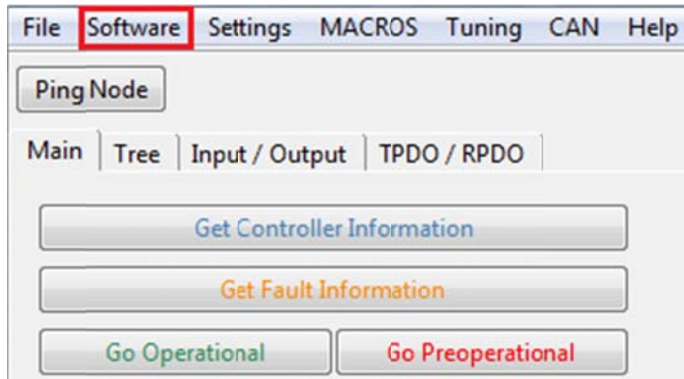 File Software Settings MACROS Tuning CAN Help
Ping Node
Main Tree Input / Output TPDO / RPDO
Get Controller Information
Get Fault Information
Go Operational Go Preoperational